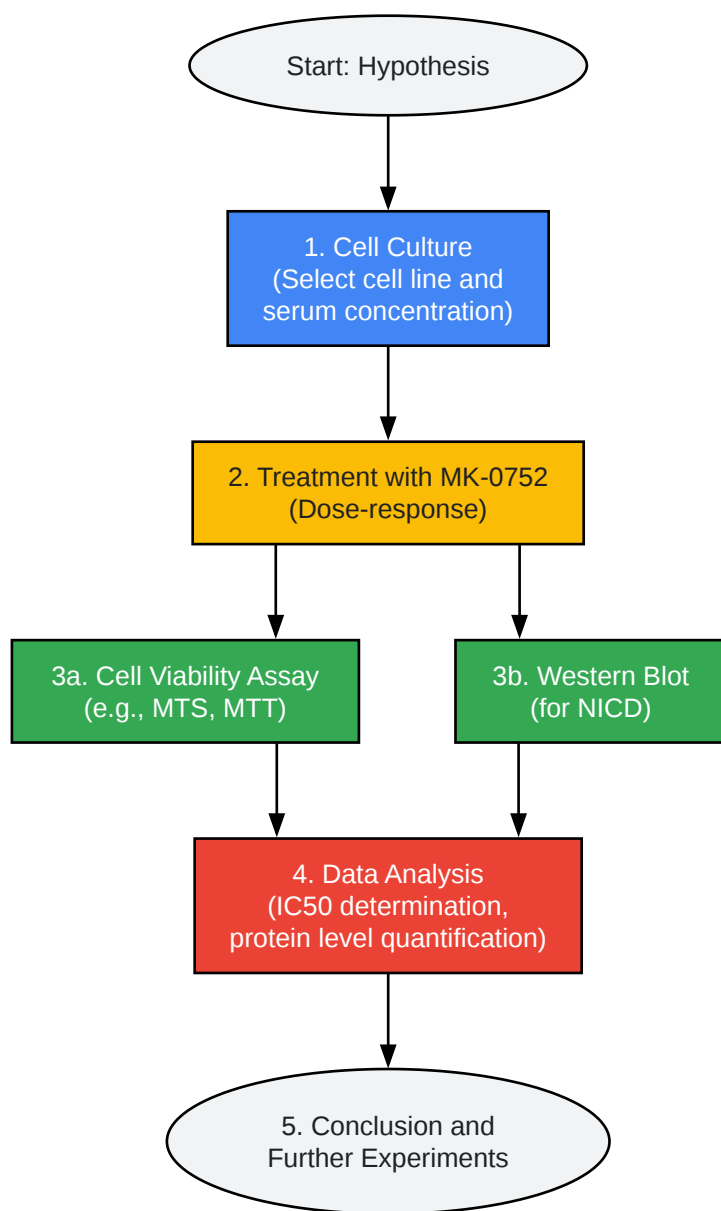 Start: Hypothesis
1. Cell Culture
(Select cell line and
serum concentration)
2. Treatment with MK-0752
(Dose-response)
3a. Cell Viability Assay
(e.g., MTS, MTT)
3b. Western Blot
(for NICD)
4. Data Analysis
(IC50 determination,
protein level quantification)
5. Conclusion and
Further Experiments